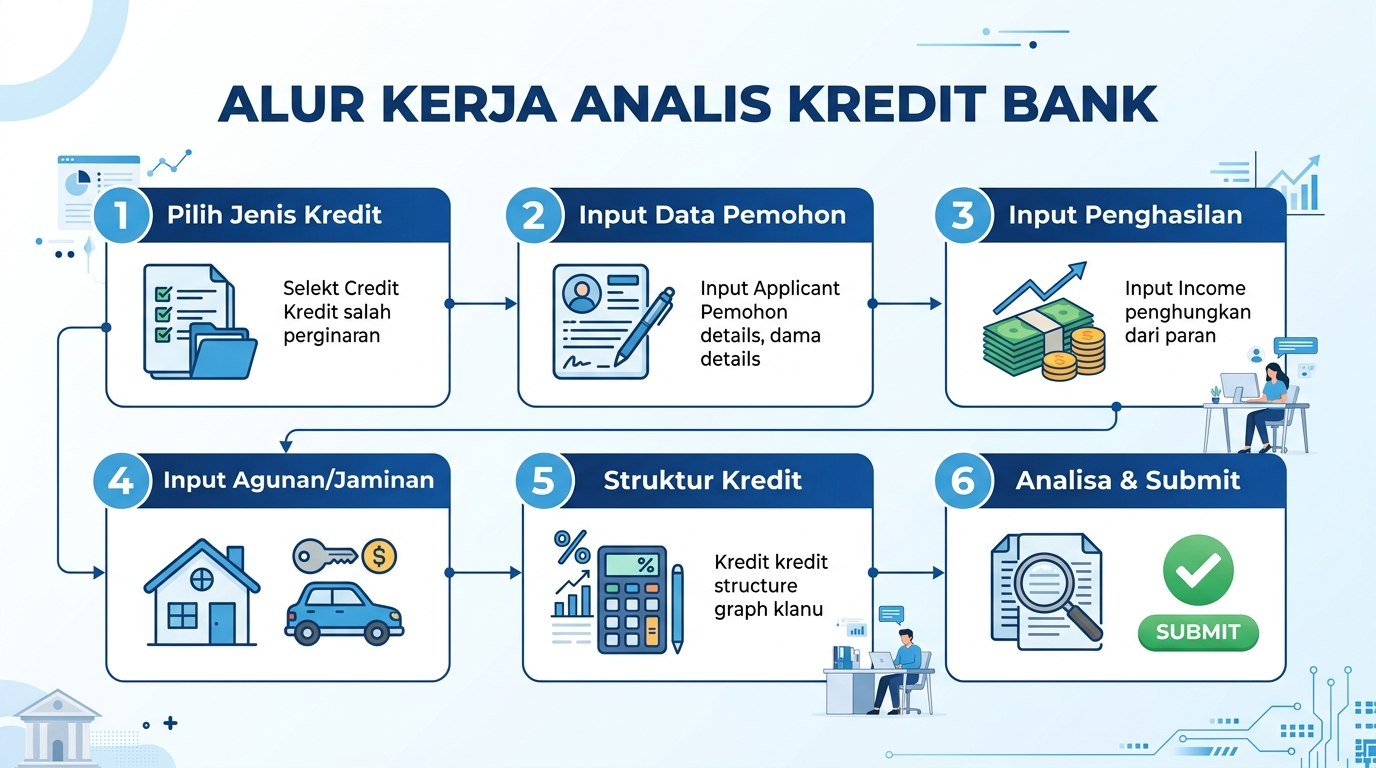 ALUR KERJA ANALIS KREDIT BANK
1 Pilih Jenis Kredit
Selekt Credit
Kredit salah
perginaran
2 Input Data Pemohon
Input Applicant
Pemohon
details, dama
details
3 Input Penghasilan
Input Income
penghungkan
dari paran
4 Input Agunan/Jaminan
$
5 Struktur Kredit
%
%
Kredit kredit
structure
graph klanu
6 Analisa & Submit
SUBMIT